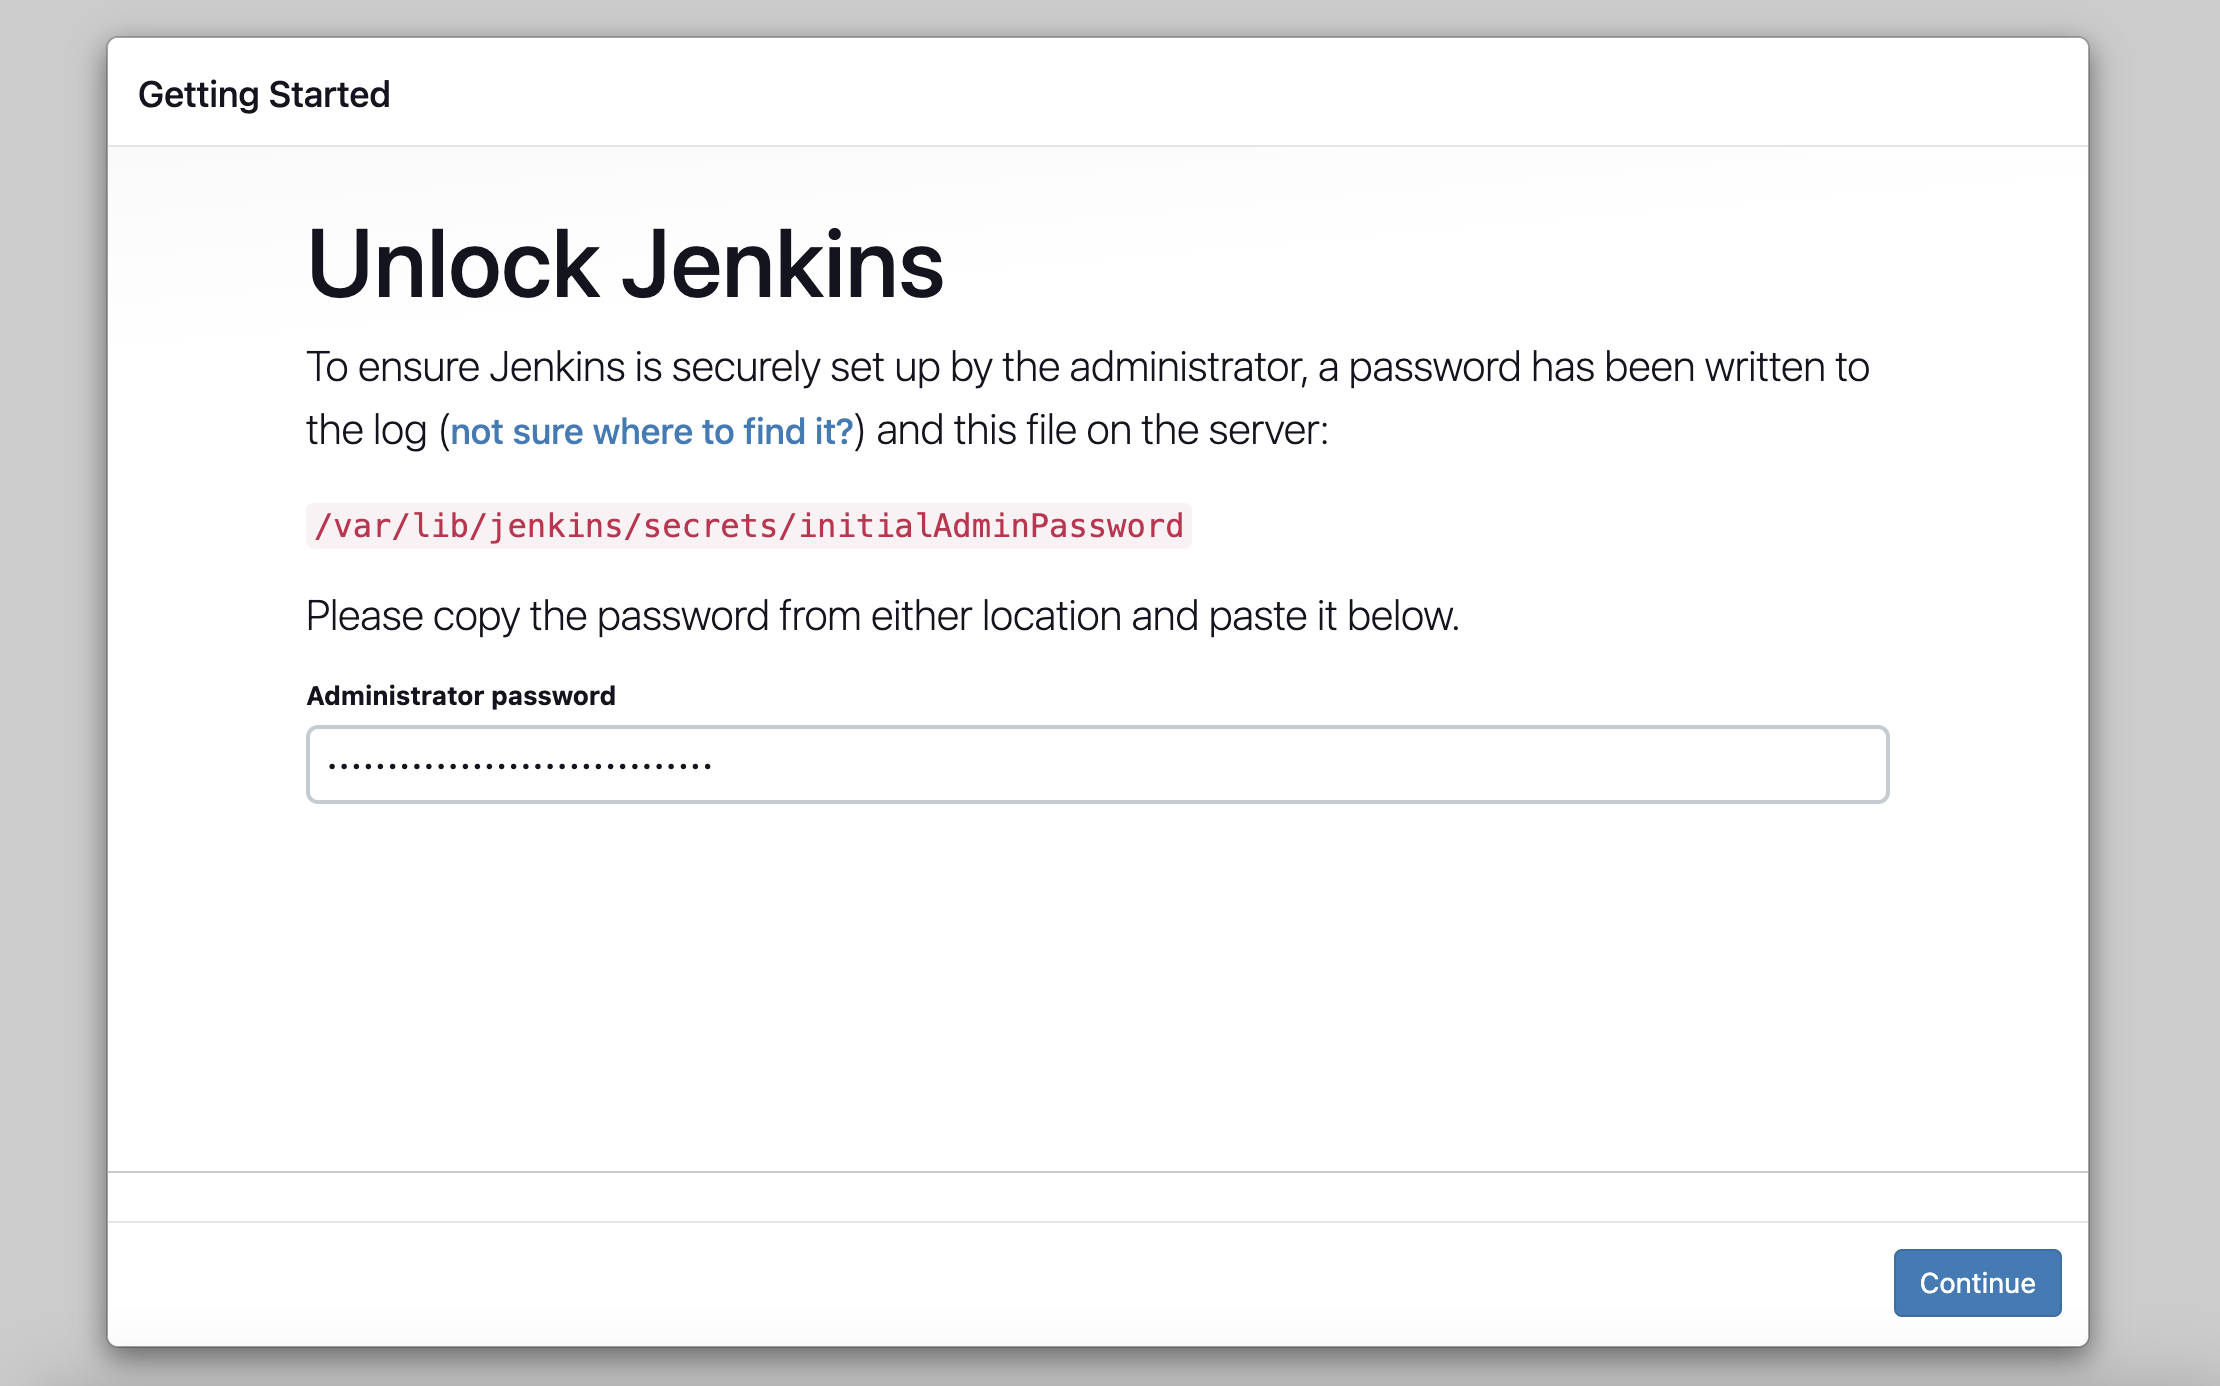 Getting Started
Unlock Jenkins
To ensure Jenkins is securely set up by the administrator, a password has been written to
the log (not sure where to find it?) and this file on the server:
/var/lib/jenkins/secrets/initialAdminPassword
Please copy the password from either location and paste it below.
Administrator password
••••••••••••••••••••••••••••••••
Continue